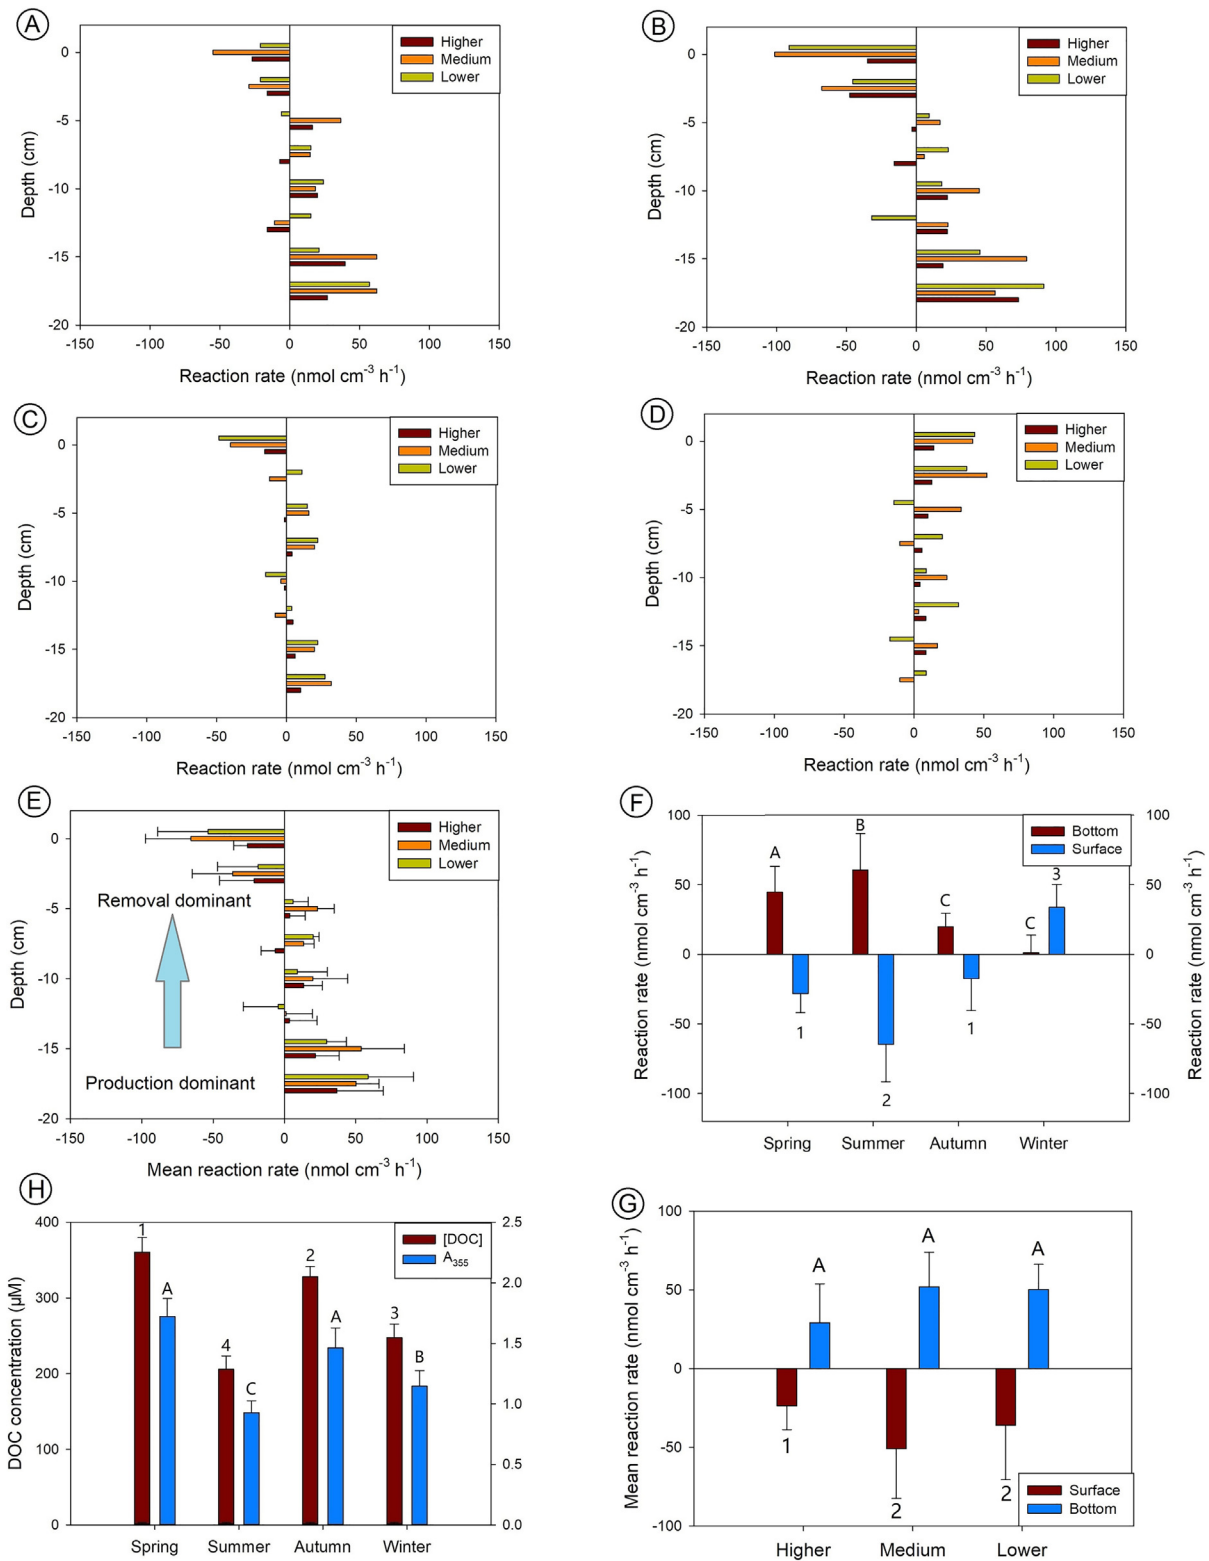 A
Higher
Medium
Lower
0
-5
-10
-15
-20
Depth (cm)
-150 -100 -50 0 50 100 150
Reaction rate (nmol cm-3 h-1)
B
Higher
Medium
Lower
0
-5
-10
-15
-20
Depth (cm)
-150 -100 -50 0 50 100 150
Reaction rate (nmol cm-3 h-1)
C
Higher
Medium
Lower
0
-5
-10
-15
-20
Depth (cm)
-150 -100 -50 0 50 100 150
Reaction rate (nmol cm-3 h-1)
D
Higher
Medium
Lower
0
-5
-10
-15
-20
Depth (cm)
-150 -100 -50 0 50 100 150
Reaction rate (nmol cm-3 h-1)
E
Higher
Medium
Lower
0
-5
-10
-15
-20
Depth (cm)
Removal dominant
Production dominant
-150 -100 -50 0 50 100 150
Mean reaction rate (nmol cm-3 h-1)
F
Bottom
Surface
100
50
0
-50
-100
Reaction rate (nmol cm-3 h-1)
A B C C
1 2 1 3
100
50
0
-50
-100
Reaction rate (nmol cm-3 h-1)
Spring Summer Autumn Winter
H
[DOC]
A355
400
300
200
100
0
DOC concentration (µM)
1 A 4 C 2 A 3 B
2.5
2.0
1.5
1.0
0.5
0.0
Spring Summer Autumn Winter
G
100
50
0
-50
-100
Mean reaction rate (nmol cm-3 h-1)
A A A
1 2 2
Surface
Bottom
Higher Medium Lower